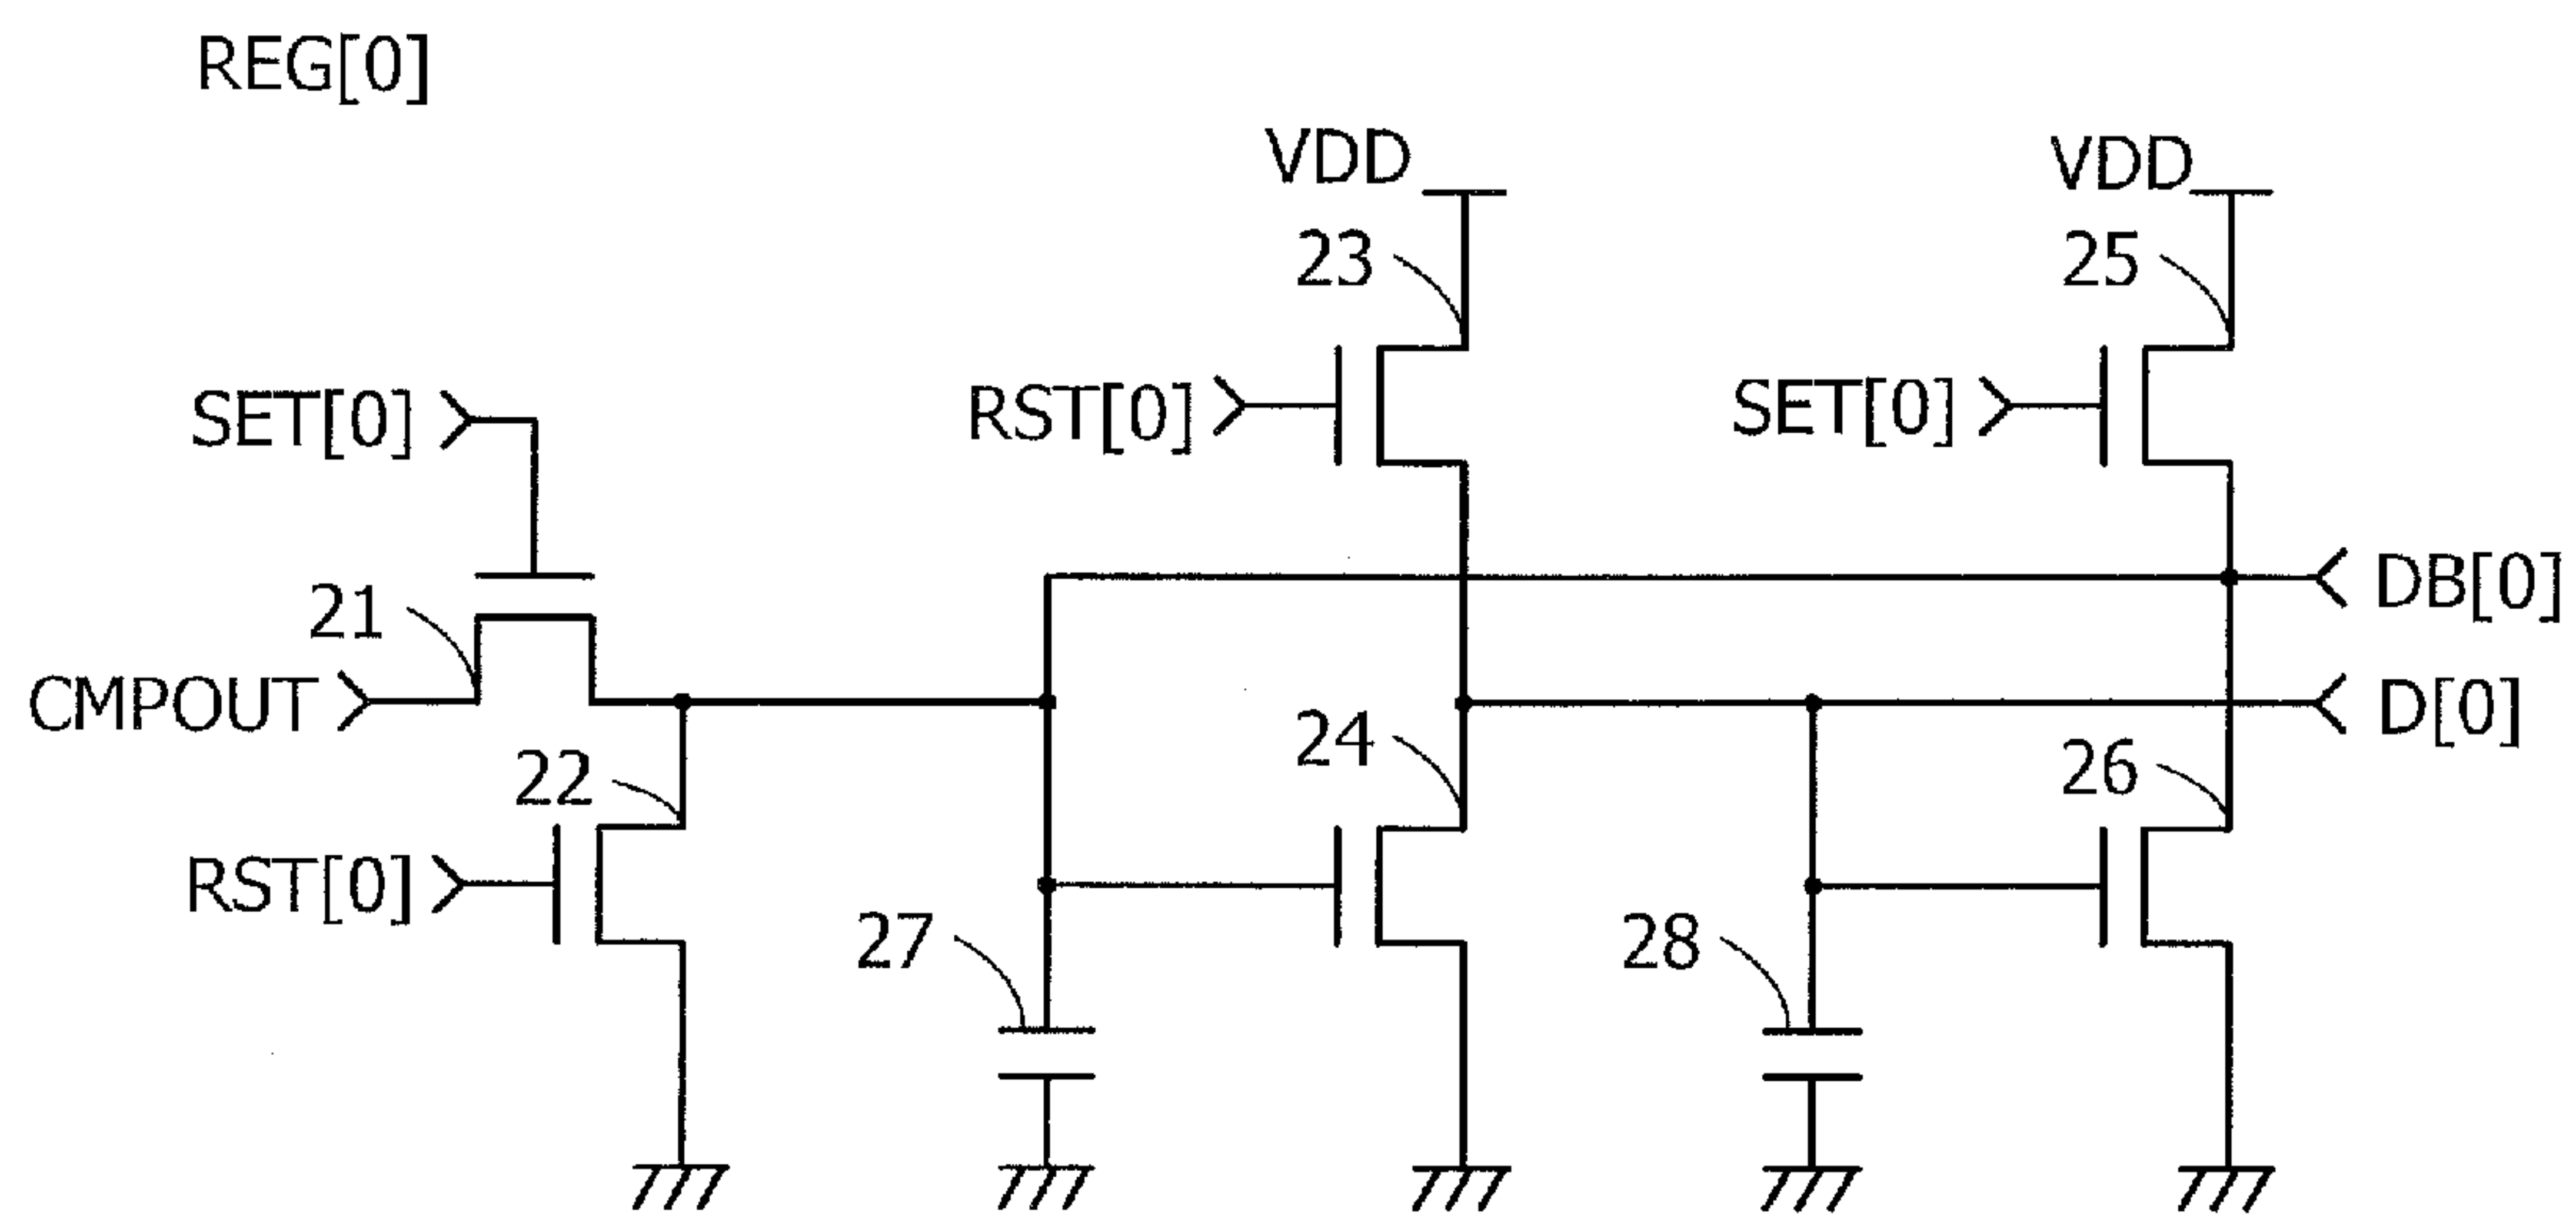 REG[0]
VDD
VDD
23
25
SET[0]
RST[0]
SET[0]
21
DB[0]
CMPOUT
D[0]
22
24
26
RST[0]
27
28